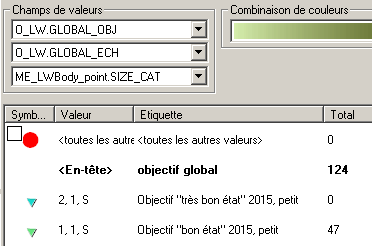 Champs de valeurs
Combinaison de couleurs
O_LW.GLOBAL_OBJ
O_LW.GLOBAL_ECH
ME_LWBody_point.SIZE_CAT
Symb... Valeur Etiquette Total
<toutes les autre <toutes les autres valeurs> 0
<En-tête> objectif global 124
2, 1, S Objectif "très bon état" 2015, petit 0
1, 1, S Objectif "bon état" 2015, petit 47